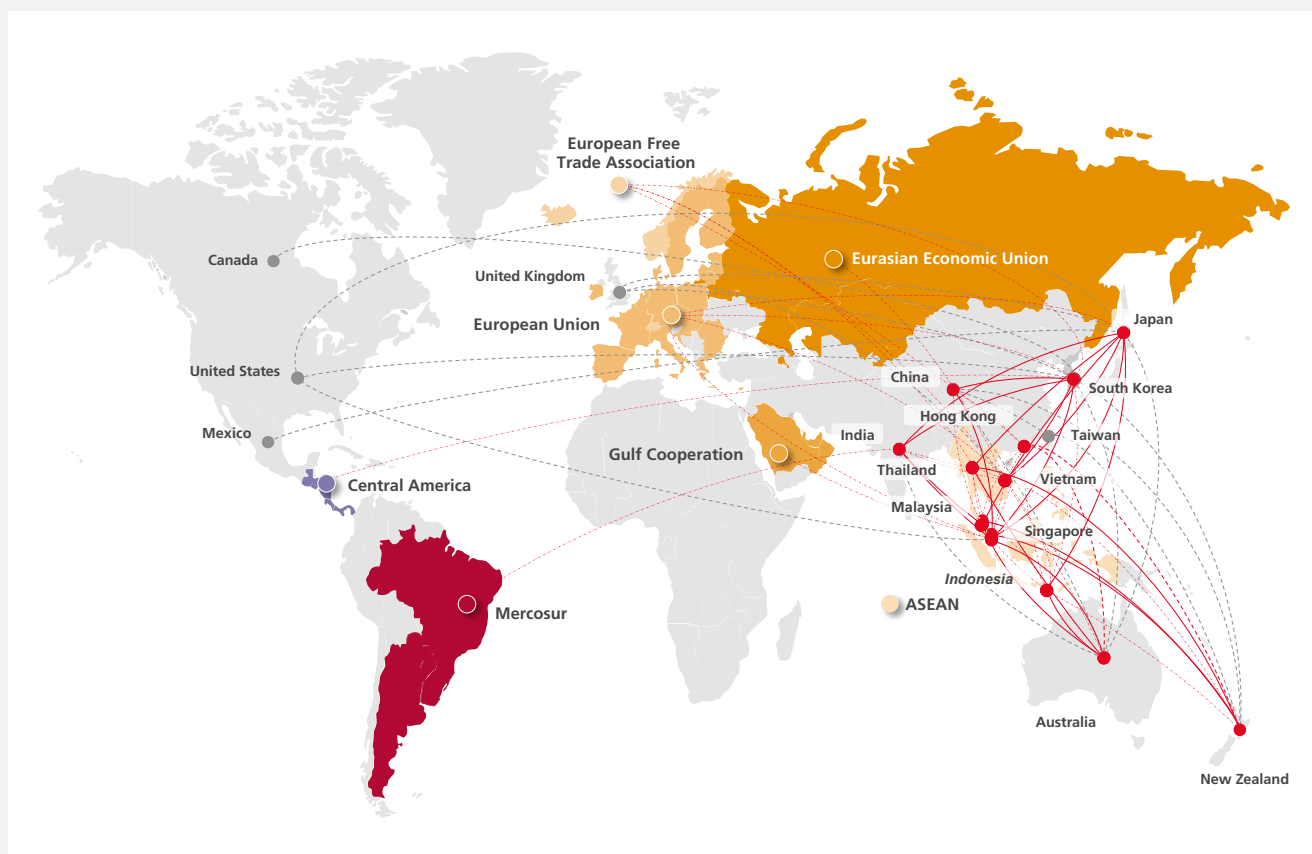 European Free
Trade Association
Canada
Eurasian Economic Union
United Kingdom
European Union
Japan
United States
China
South Korea
Hong Kong
Mexico
India
Taiwan
Gulf Cooperation
Thailand
Central America
Vietnam
Malaysia
Singapore
Indonesia
Mercosur
ASEAN
Australia
New Zealand